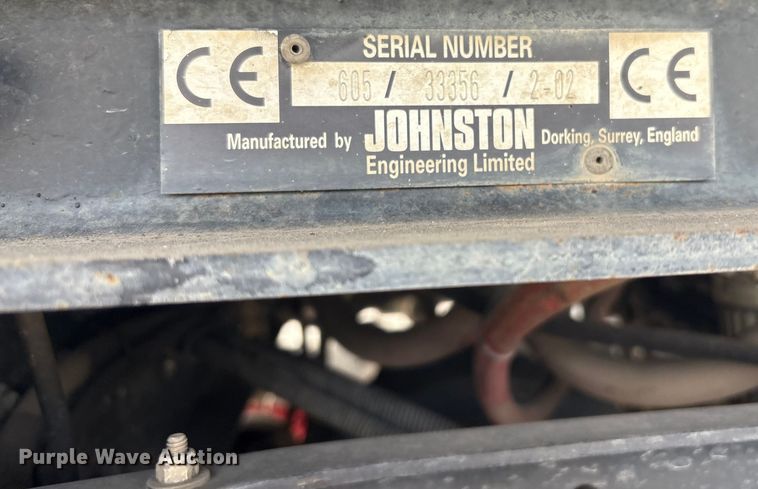 CE
SERIAL NUMBER
605 / 33356 / 2-02
CE
Manufactured by JOHNSTON Dorking, Surrey, England
Engineering Limited
Purple Wave Auction